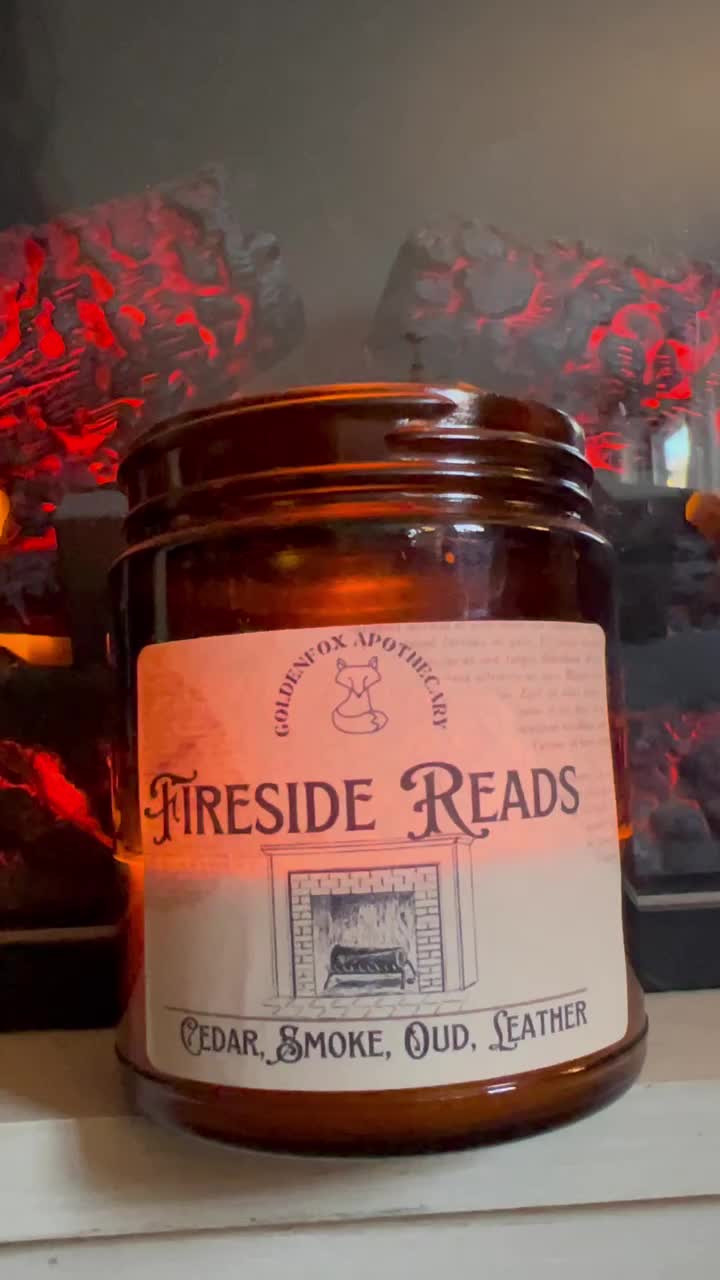 GOLDENFOX APOTHECARY
FIRESIDE READS
CEDAR, SMOKE, OUD, LEATHER